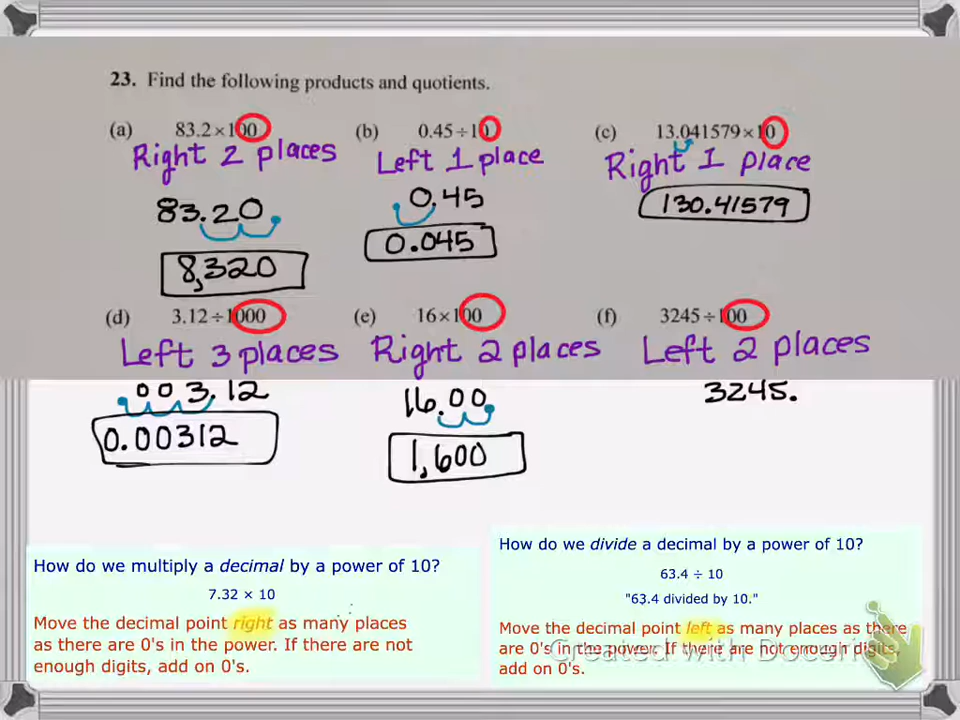 23. Find the following products and quotients.
(a) 83.2×100 (b) 0.45÷10 (c) 13.041579×10
Right 2 places Left 1 place Right 1 place
83.20 0.45 130.41579
8,320 0.045
(d) 3.12÷1000 (e) 16×100 (f) 3245÷100
Left 3 places Right 2 places Left 2 places
003.12 16.00 3245.
0.00312 1,600
How do we multiply a decimal by a power of 10?
7.32 × 10
Move the decimal point right as many places
as there are 0's in the power. If there are not
enough digits, add on 0's.
How do we divide a decimal by a power of 10?
63.4 ÷ 10
"63.4 divided by 10."
Move the decimal point left as many places as there
are 0's in the power. If there are not enough digits,
add on 0's.
Created with Doceri